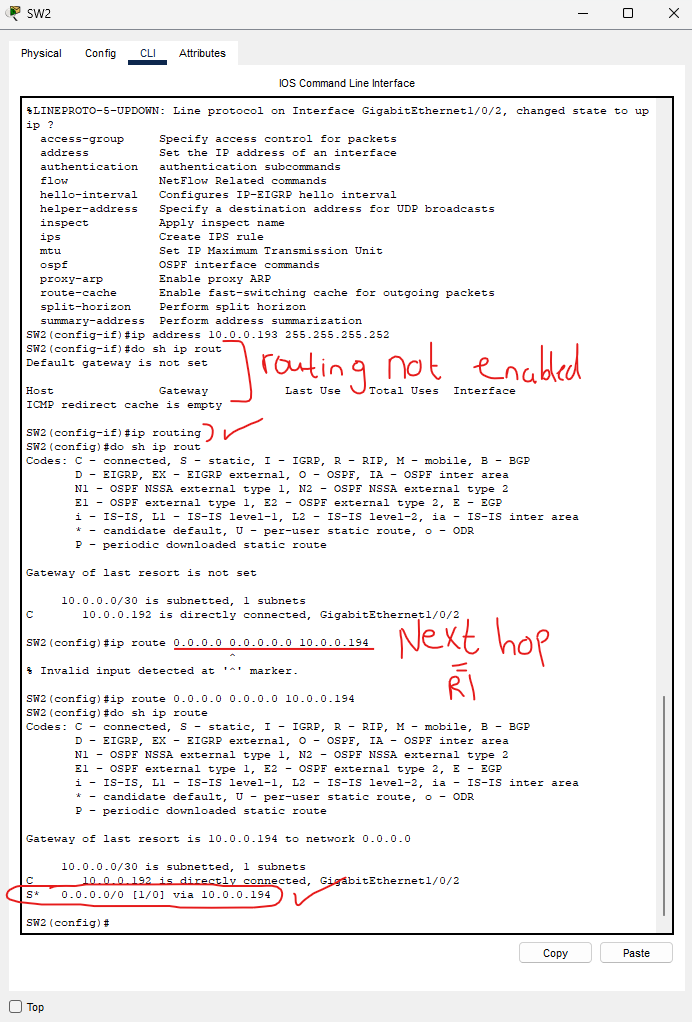 SW2
Physical Config CLI Attributes
IOS Command Line Interface
%LINEPROTO-5-UPDOWN: Line protocol on Interface GigabitEthernet1/0/2, changed state to up
ip ?
access-group Specify access control for packets
address Set the IP address of an interface
authentication authentication subcommands
flow NetFlow Related commands
hello-interval Configures IP-EIGRP hello interval
helper-address Specify a destination address for UDP broadcasts
inspect Apply inspect name
ips Create IPS rule
mtu Set IP Maximum Transmission Unit
ospf OSPF interface commands
proxy-arp Enable proxy ARP
route-cache Enable fast-switching cache for outgoing packets
split-horizon Perform split horizon
summary-address Perform address summarization
SW2(config-if)#ip address 10.0.0.193 255.255.255.252
SW2(config-if)#do sh ip rout
Default gateway is not set
routing not enabled
Host Gateway Last Use Total Uses Interface
ICMP redirect cache is empty
SW2(config-if)#ip routing
SW2(config)#do sh ip rout
Codes: C - connected, S - static, I - IGRP, R - RIP, M - mobile, B - BGP
D - EIGRP, EX - EIGRP external, O - OSPF, IA - OSPF inter area
N1 - OSPF NSSA external type 1, N2 - OSPF NSSA external type 2
E1 - OSPF external type 1, E2 - OSPF external type 2, E - EGP
i - IS-IS, L1 - IS-IS level-1, L2 - IS-IS level-2, ia - IS-IS inter area
* - candidate default, U - per-user static route, o - ODR
P - periodic downloaded static route
Gateway of last resort is not set
10.0.0.0/30 is subnetted, 1 subnets
C 10.0.0.192 is directly connected, GigabitEthernet1/0/2
SW2(config)#ip route 0.0.0.0 0.0.0.0.0 10.0.0.194
Next hop
^
% Invalid input detected at '^' marker.
=
R1
SW2(config)#ip route 0.0.0.0 0.0.0.0 10.0.0.194
SW2(config)#do sh ip route
Codes: C - connected, S - static, I - IGRP, R - RIP, M - mobile, B - BGP
D - EIGRP, EX - EIGRP external, O - OSPF, IA - OSPF inter area
N1 - OSPF NSSA external type 1, N2 - OSPF NSSA external type 2
E1 - OSPF external type 1, E2 - OSPF external type 2, E - EGP
i - IS-IS, L1 - IS-IS level-1, L2 - IS-IS level-2, ia - IS-IS inter area
* - candidate default, U - per-user static route, o - ODR
P - periodic downloaded static route
Gateway of last resort is 10.0.0.194 to network 0.0.0.0
10.0.0.0/30 is subnetted, 1 subnets
C 10.0.0.192 is directly connected, GigabitEthernet1/0/2
S* 0.0.0.0/0 [1/0] via 10.0.0.194
SW2(config)#
Copy Paste
Top